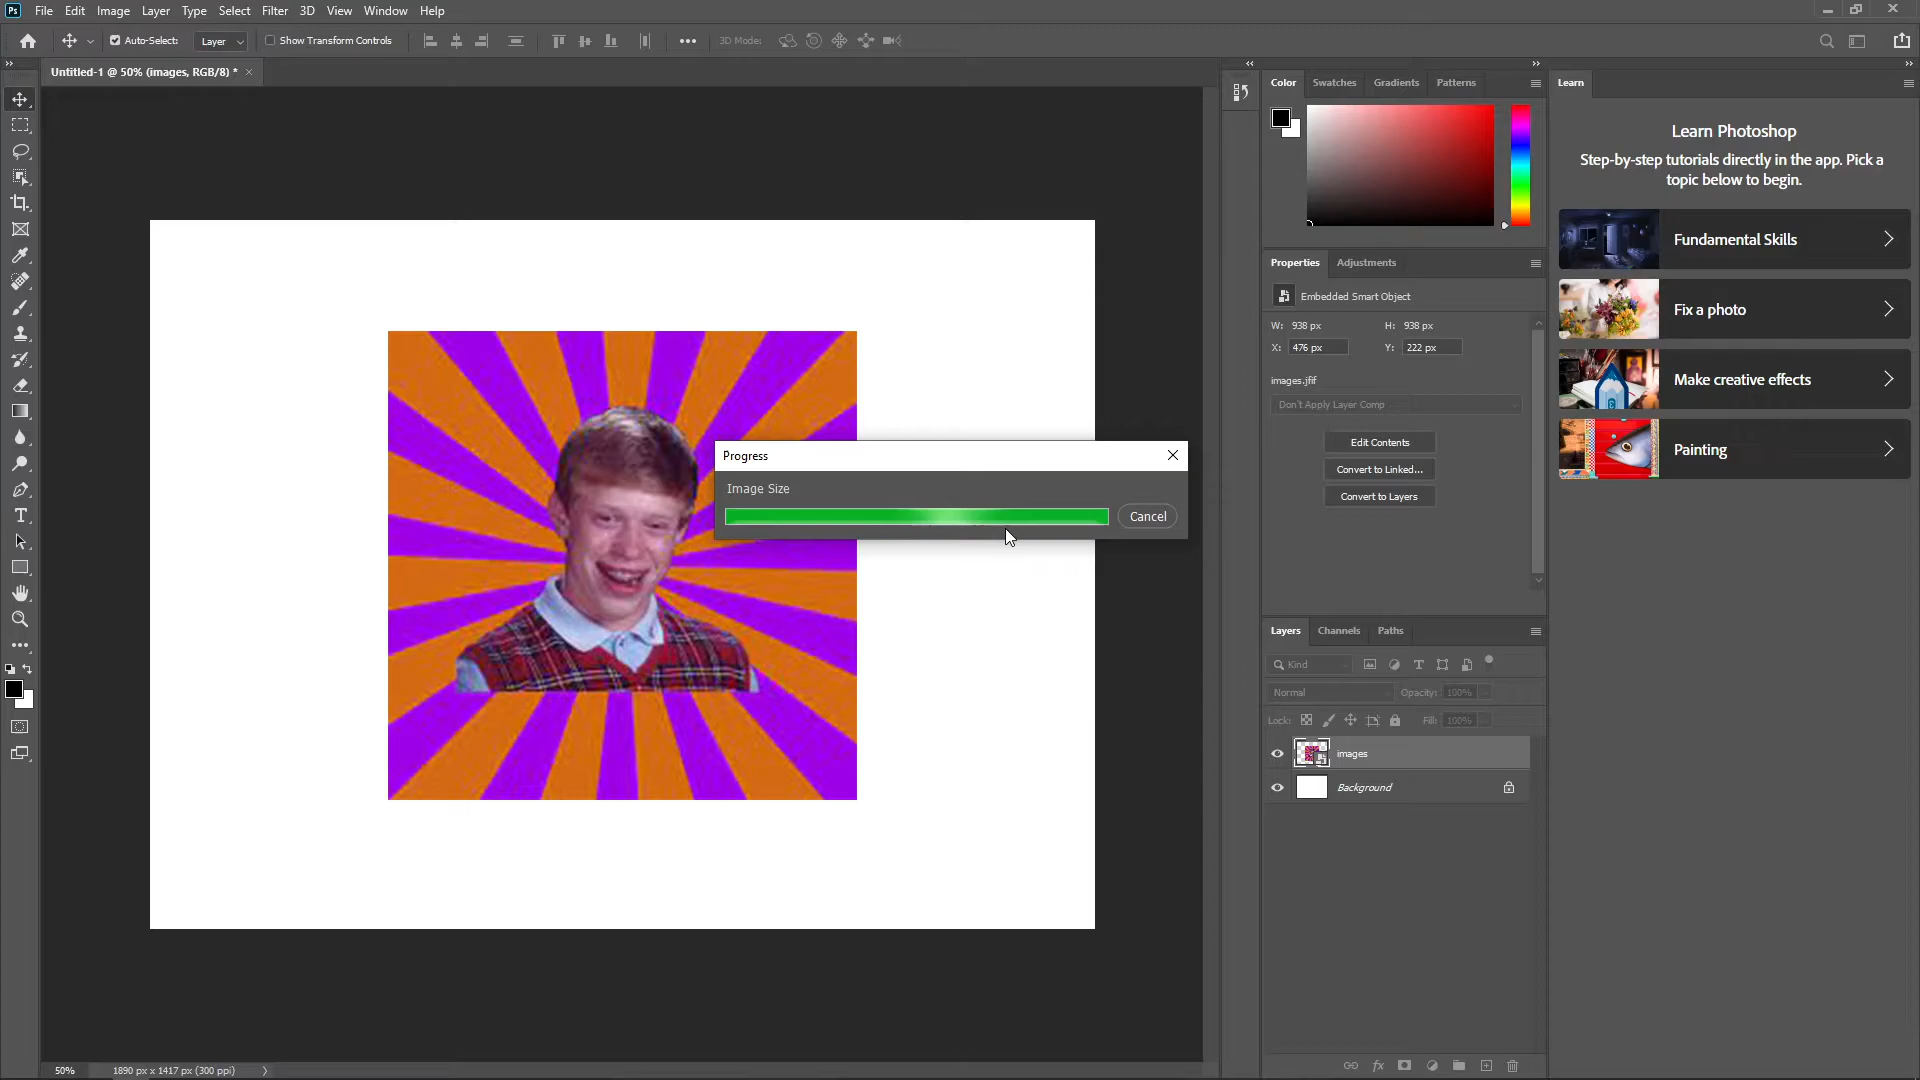 Ps File Edit Image Layer Type Select Filter 3D View Window Help
Auto-Select: Layer Show Transform Controls 3D Mode:
Untitled-1 @ 50% (images, RGB/8) *
Color Swatches Gradients Patterns
Learn
Learn Photoshop
Step-by-step tutorials directly in the app. Pick a
topic below to begin.
Fundamental Skills
Fix a photo
Make creative effects
Painting
Properties Adjustments
Embedded Smart Object
W: 938 px H: 938 px
X: 476 px Y: 222 px
images.jfif
Don't Apply Layer Comp
Edit Contents
Convert to Linked...
Convert to Layers
Progress
Image Size
Cancel
Layers Channels Paths
Kind
Normal Opacity: 100%
Lock: Fill: 100%
images
Background
50% 1890 px x 1417 px (300 ppi)